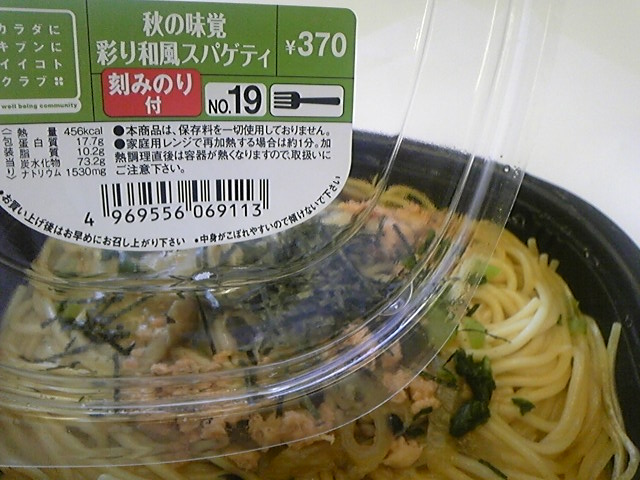 カラダに
キブンに
イイコト
クラブ
well being community
秋の味覚
彩り和風スパゲティ
¥370
刻みのり
付
NO.19
熱量 456kcal
蛋白質 17.7g
脂質 10.2g
炭水化物 73.2g
ナトリウム 1530mg
●本商品は、保存料を一切使用しておりません。
●家庭用レンジで再加熱する場合は約1分。加
熱調理直後は容器が熱くなりますので、取扱いに
ご注意下さい。
4 969556 069113
●お買い上げ後はお早めにお召し上がり下さい ●中身がこぼれやすいので傾けないで下さい